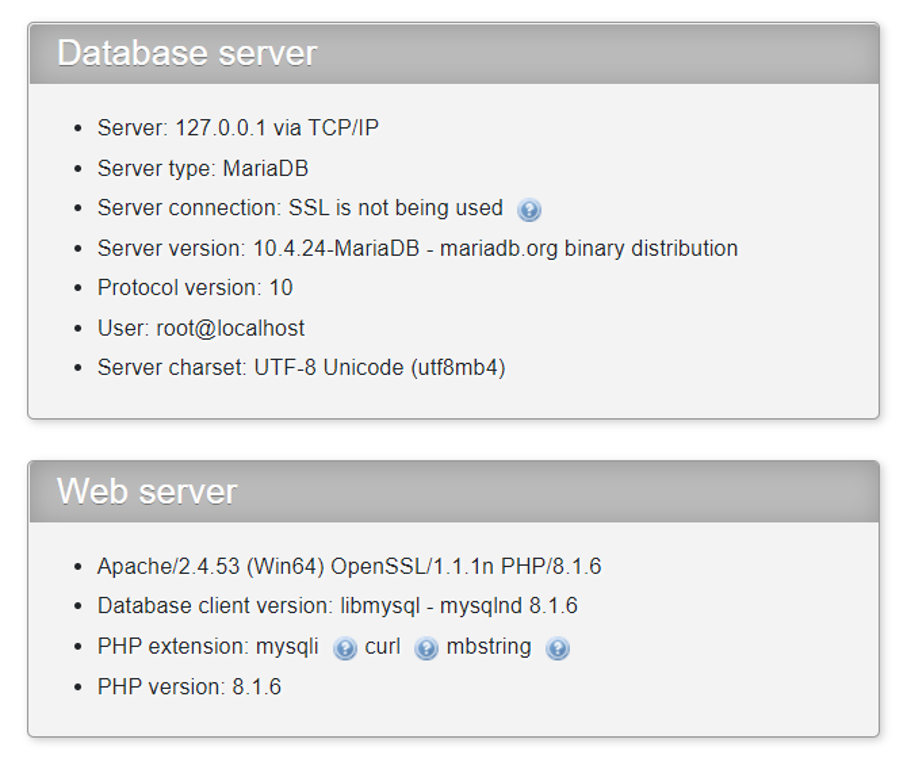 Database server
Server: 127.0.0.1 via TCP/IP
Server type: MariaDB
Server connection: SSL is not being used
Server version: 10.4.24-MariaDB - mariadb.org binary distribution
Protocol version: 10
User: root@localhost
Server charset: UTF-8 Unicode (utf8mb4)
Web server
Apache/2.4.53 (Win64) OpenSSL/1.1.1n PHP/8.1.6
Database client version: libmysql - mysqlnd 8.1.6
PHP extension: mysqli curl mbstring
PHP version: 8.1.6